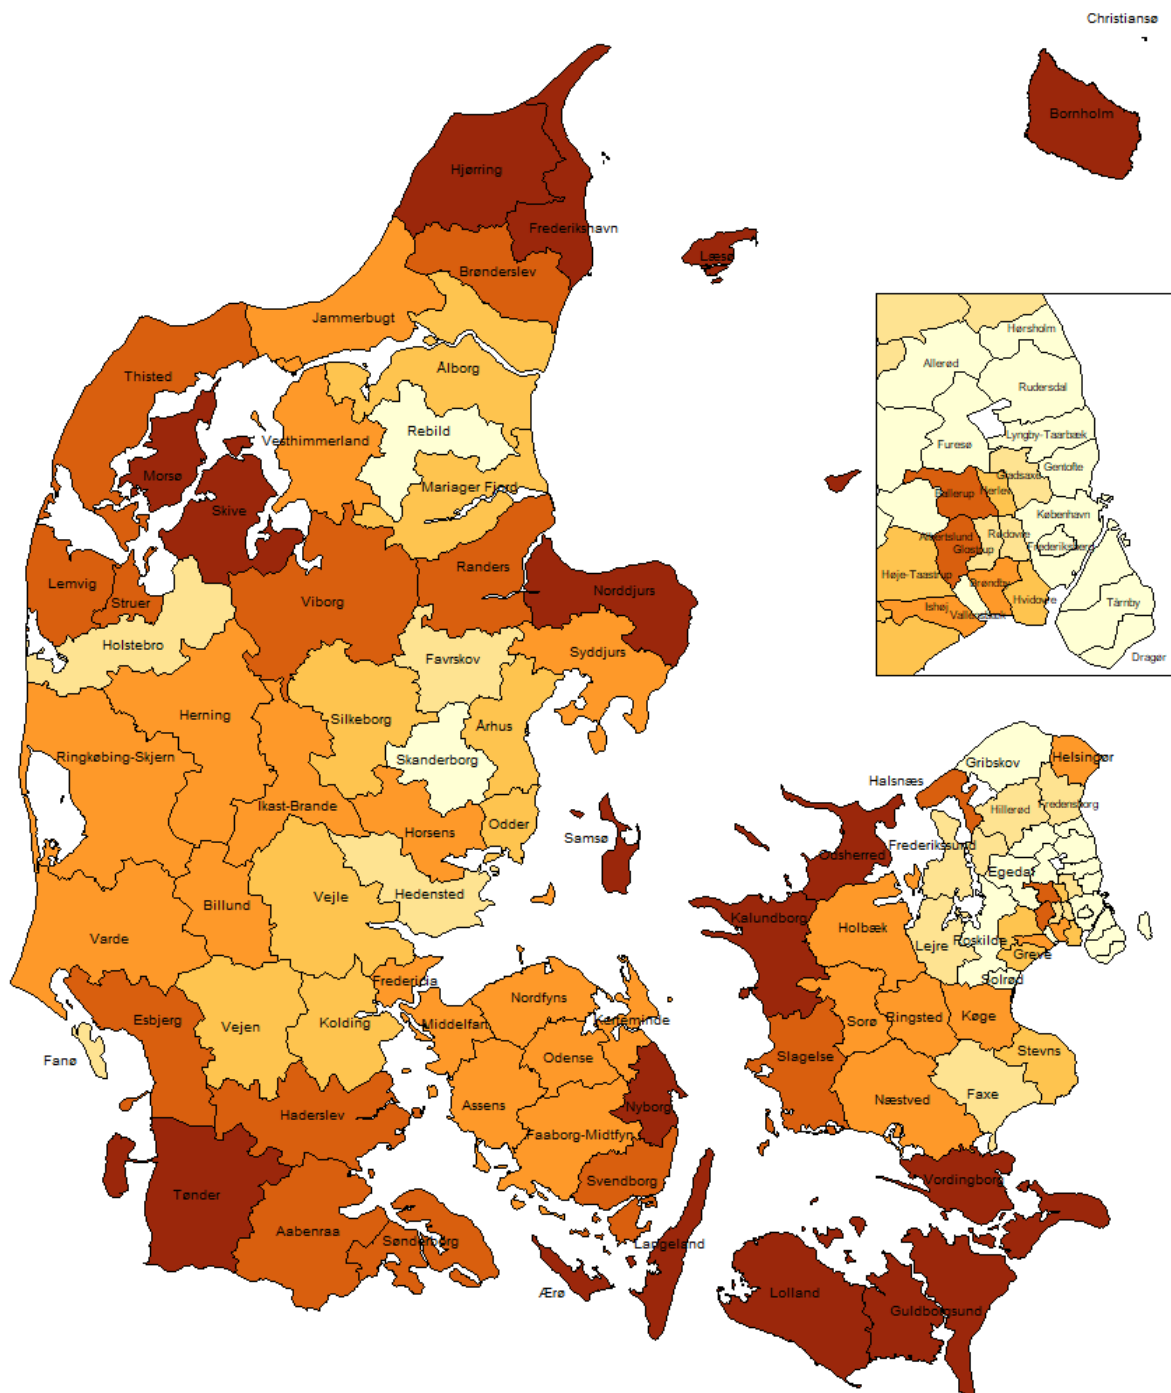 Christiansø
Bornholm
Hjørring
Frederikshavn
Læsø
Brønderslev
Jammerbugt
Thisted
Ålborg
Rebild
Vesthimmerland
Morsø
Mariager Fjord
Skive
Lemvig
Struer
Viborg
Randers
Norddjurs
Holstebro
Favrskov
Syddjurs
Herning
Silkeborg
Århus
Ringkøbing-Skjern
Skanderborg
Ikast-Brande
Horsens
Odder
Samsø
Hedensted
Billund
Vejle
Varde
Fredericia
Esbjerg
Vejen
Kolding
Fanø
Haderslev
Tønder
Aabenraa
Sønderborg
Nordfyns
Middelfart
Kerteminde
Odense
Assens
Nyborg
Faaborg-Midtfyn
Svendborg
Langeland
Ærø
Hørsholm
Allerød
Rudersdal
Furesø
Lyngby-Taarbæk
Gentofte
Gladsaxe
Ballerup
Herlev
København
Albertslund
Rødovre
Glostrup
Frederiksberg
Høje-Taastrup
Brøndby
Tårnby
Ishøj
Hvidovre
Vallensbæk
Dragør
Gribskov
Helsingør
Halsnæs
Hillerød
Fredensborg
Frederikssund
Odsherred
Egedal
Kalundborg
Holbæk
Lejre
Roskilde
Greve
Solrød
Sorø
Ringsted
Køge
Slagelse
Stevns
Næstved
Faxe
Vordingborg
Lolland
Guldborgsund